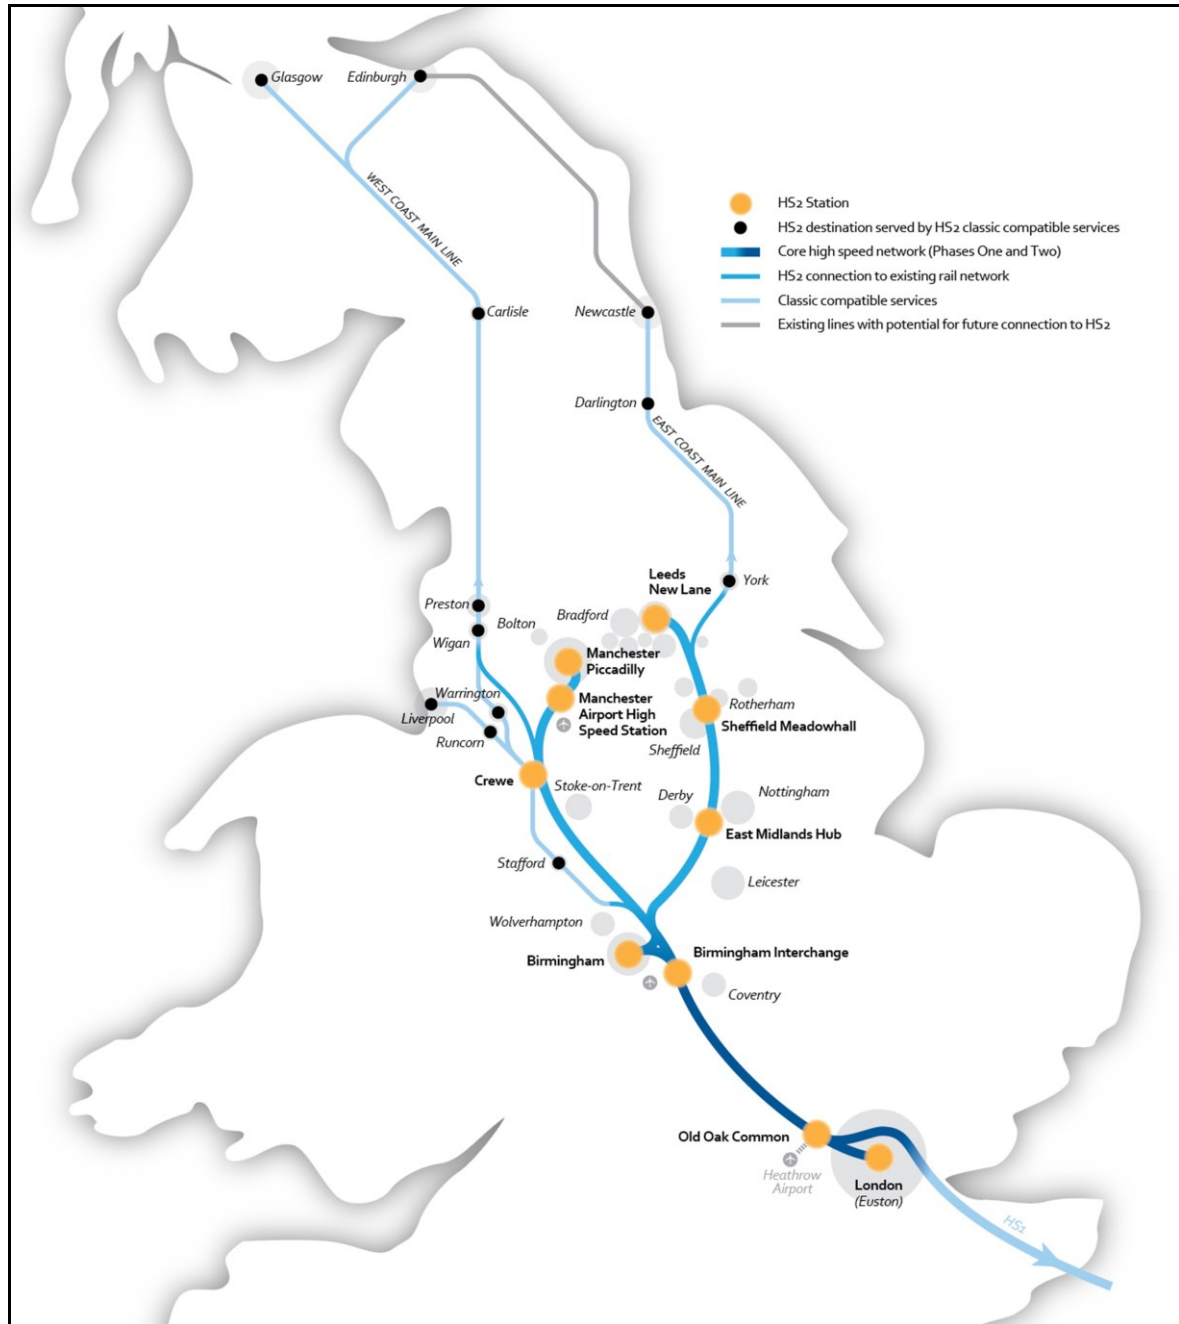 Glasgow
Edinburgh
WEST COAST MAIN LINE
HS2 Station
HS2 destination served by HS2 classic compatible services
Core high speed network (Phases One and Two)
HS2 connection to existing rail network
Classic compatible services
Existing lines with potential for future connection to HS2
Carlisle
Newcastle
Darlington
EAST COAST MAIN LINE
Leeds
New Lane
York
Preston
Bolton
Bradford
Wigan
Manchester
Piccadilly
Warrington
Liverpool
Runcorn
Manchester
Airport High
Speed Station
Rotherham
Sheffield Meadowhall
Sheffield
Crewe
Stoke-on-Trent
Derby
Nottingham
East Midlands Hub
Stafford
Leicester
Wolverhampton
Birmingham
Birmingham Interchange
Coventry
Old Oak Common
Heathrow
Airport
London
(Euston)
HS1